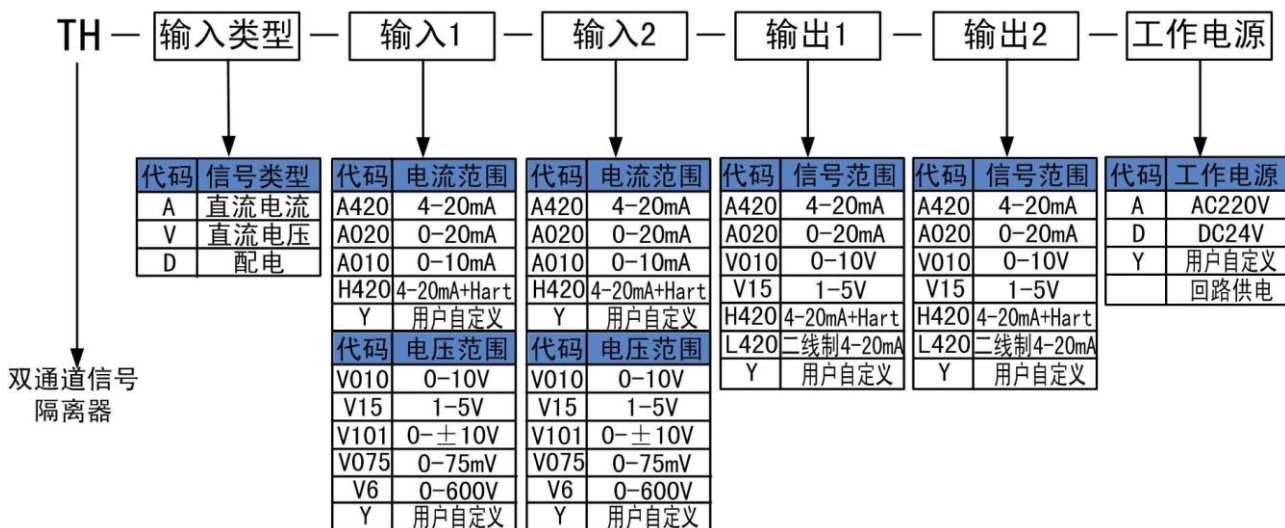 TH — 输入类型 — 输入1 — 输入2 — 输出1 — 输出2 — 工作电源
双通道信号
隔离器
代码 信号类型
A 直流电流
V 直流电压
D 配电
代码 电流范围
A420 4-20mA
A020 0-20mA
A010 0-10mA
H420 4-20mA+Hart
Y 用户自定义
代码 电压范围
V010 0-10V
V15 1-5V
V101 0-±10V
V075 0-75mV
V6 0-600V
Y 用户自定义
代码 电流范围
A420 4-20mA
A020 0-20mA
A010 0-10mA
H420 4-20mA+Hart
Y 用户自定义
代码 电压范围
V010 0-10V
V15 1-5V
V101 0-±10V
V075 0-75mV
V6 0-600V
Y 用户自定义
代码 信号范围
A420 4-20mA
A020 0-20mA
V010 0-10V
V15 1-5V
H420 4-20mA+Hart
L420 二线制4-20mA
Y 用户自定义
代码 信号范围
A420 4-20mA
A020 0-20mA
V010 0-10V
V15 1-5V
H420 4-20mA+Hart
L420 二线制4-20mA
Y 用户自定义
代码 工作电源
A AC220V
D DC24V
Y 用户自定义
回路供电